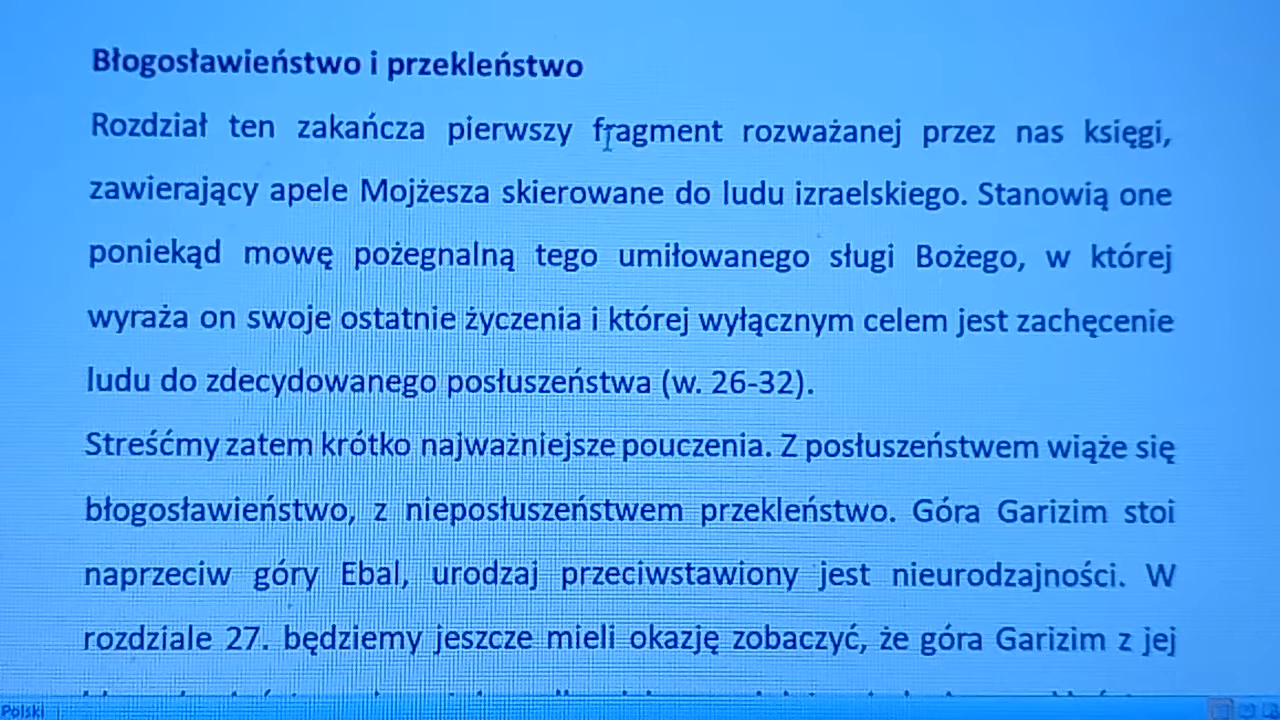 Błogosławieństwo i przekleństwo
Rozdział ten zakańcza pierwszy fragment rozważanej przez nas księgi,
zawierający apele Mojżesza skierowane do ludu izraelskiego. Stanowią one
poniekąd mowę pożegnalną tego umiłowanego sługi Bożego, w której
wyraża on swoje ostatnie życzenia i której wyłącznym celem jest zachęcenie
ludu do zdecydowanego posłuszeństwa (w. 26-32).
Streśćmy zatem krótko najważniejsze pouczenia. Z posłuszeństwem wiąże się
błogosławieństwo, z nieposłuszeństwem przekleństwo. Góra Garizim stoi
naprzeciw góry Ebal, urodzaj przeciwstawiony jest nieurodzajności. W
rozdziale 27. będziemy jeszcze mieli okazję zobaczyć, że góra Garizim z jej
Polski